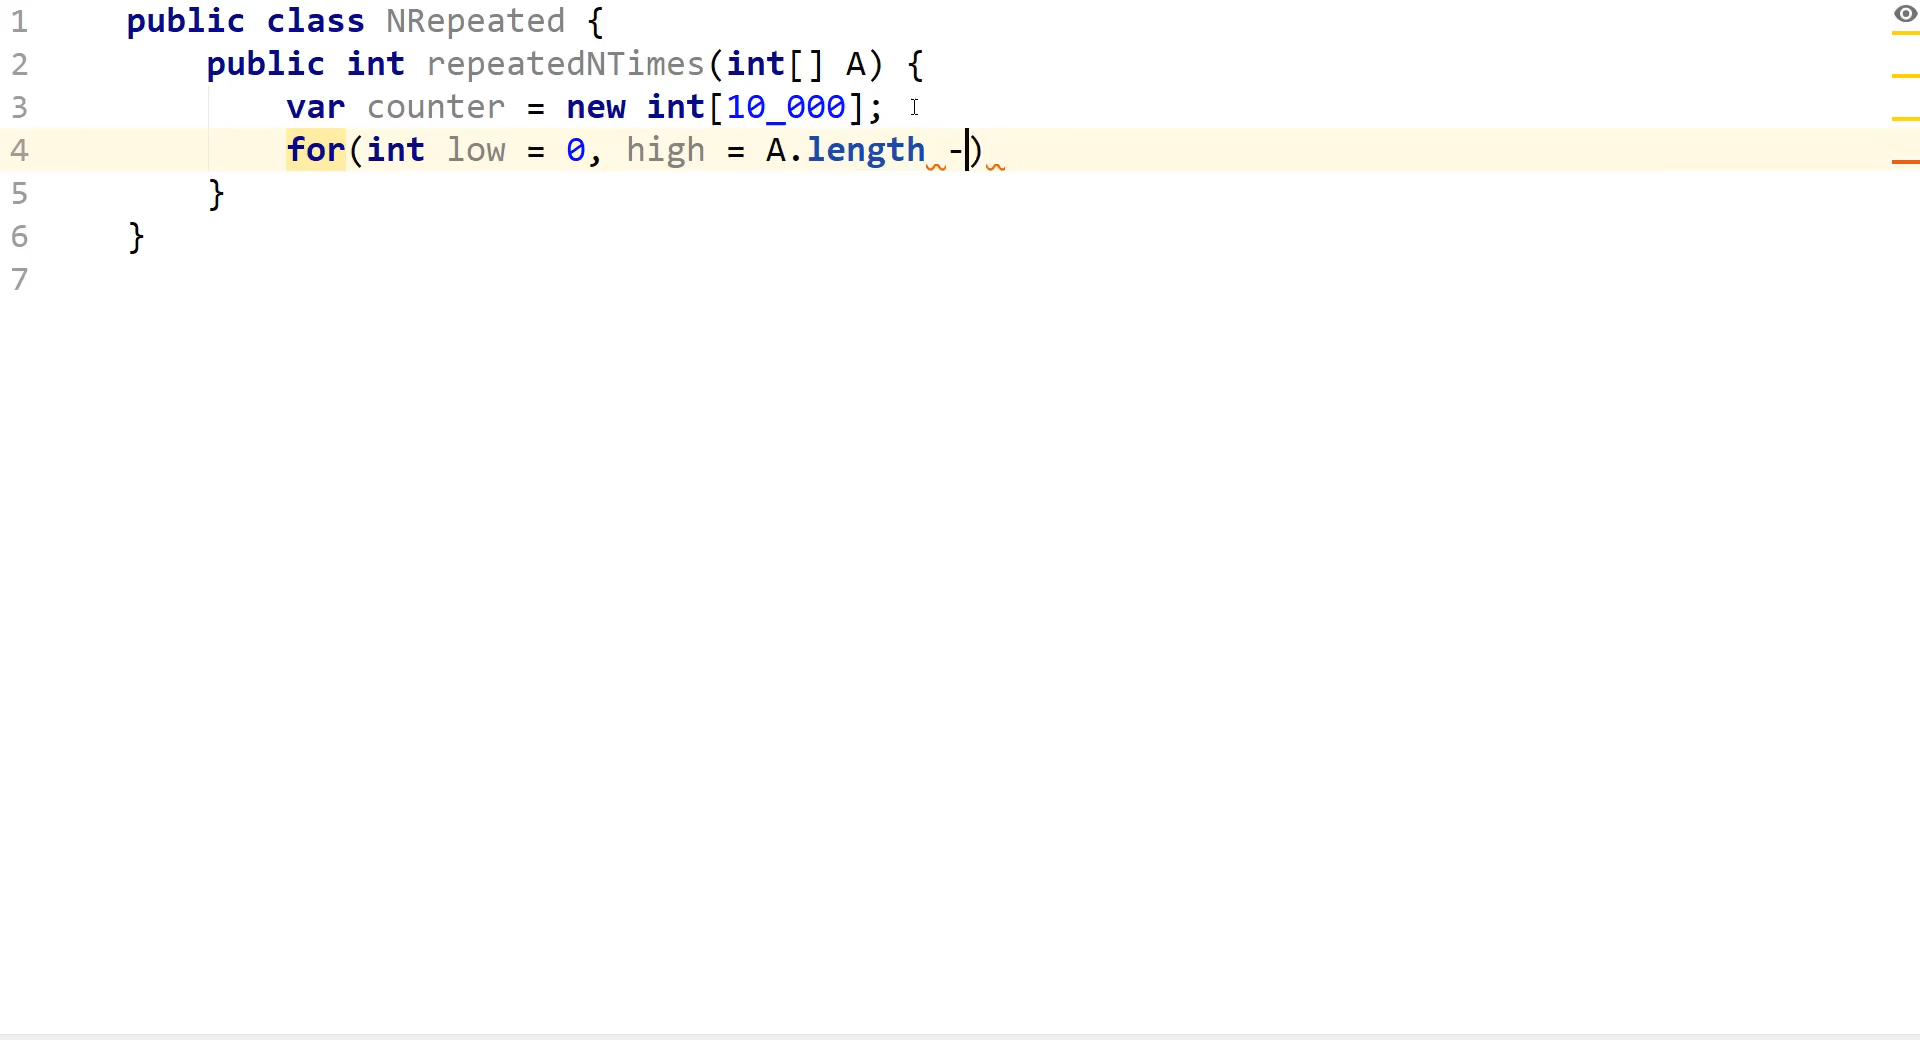 1 public class NRepeated {
2 public int repeatedNTimes(int[] A) {
3 var counter = new int[10_000];
4 for(int low = 0, high = A.length -)
5 }
6 }
7